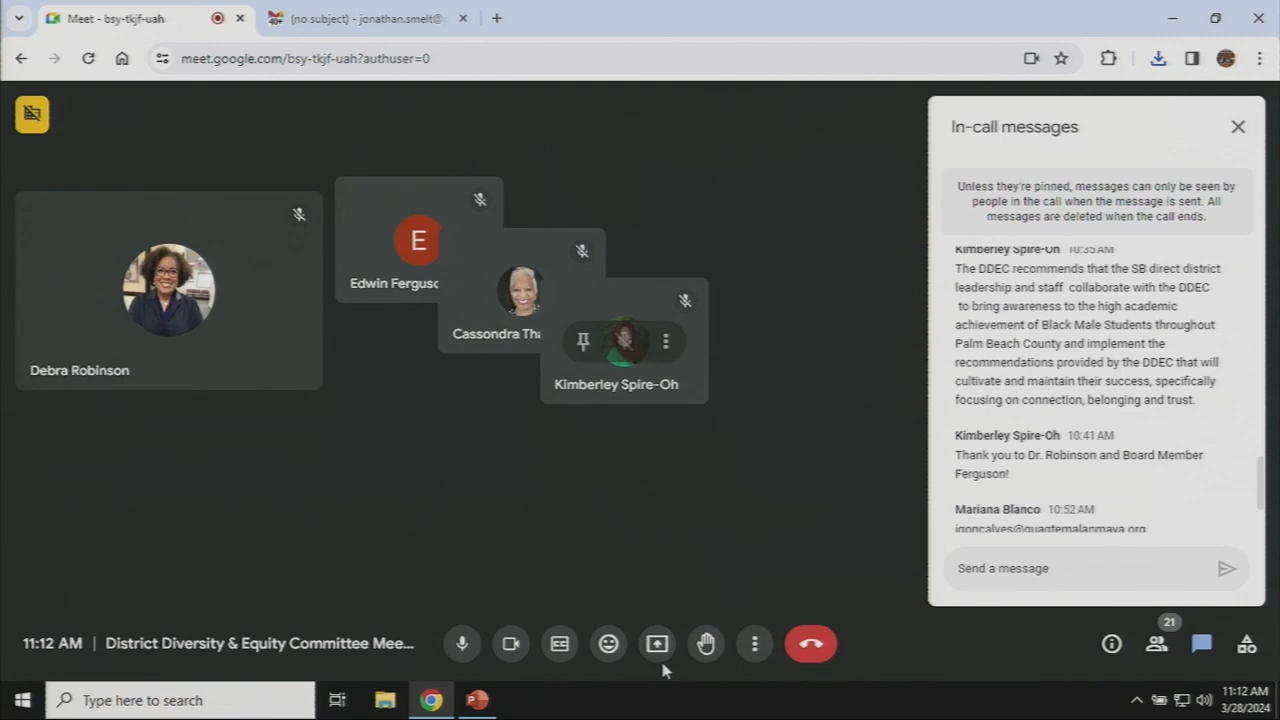 Meet - bsy-tkjf-uah
(no subject) - jonathan.smelt@
meet.google.com/bsy-tkjf-uah?authuser=0
Debra Robinson
E
Edwin Ferguso
Cassondra Tha
Kimberley Spire-Oh
In-call messages
Unless they're pinned, messages can only be seen by
people in the call when the message is sent. All
messages are deleted when the call ends.
Kimberley Spire-Oh 10:35 AM
The DDEC recommends that the SB direct district
leadership and staff collaborate with the DDEC
to bring awareness to the high academic
achievement of Black Male Students throughout
Palm Beach County and implement the
recommendations provided by the DDEC that will
cultivate and maintain their success, specifically
focusing on connection, belonging and trust.
Kimberley Spire-Oh 10:41 AM
Thank you to Dr. Robinson and Board Member
Ferguson!
Mariana Blanco 10:52 AM
igoncalves@guatemalanmaya.org
Send a message
11:12 AM | District Diversity & Equity Committee Mee...
21
Type here to search
11:12 AM
3/28/2024